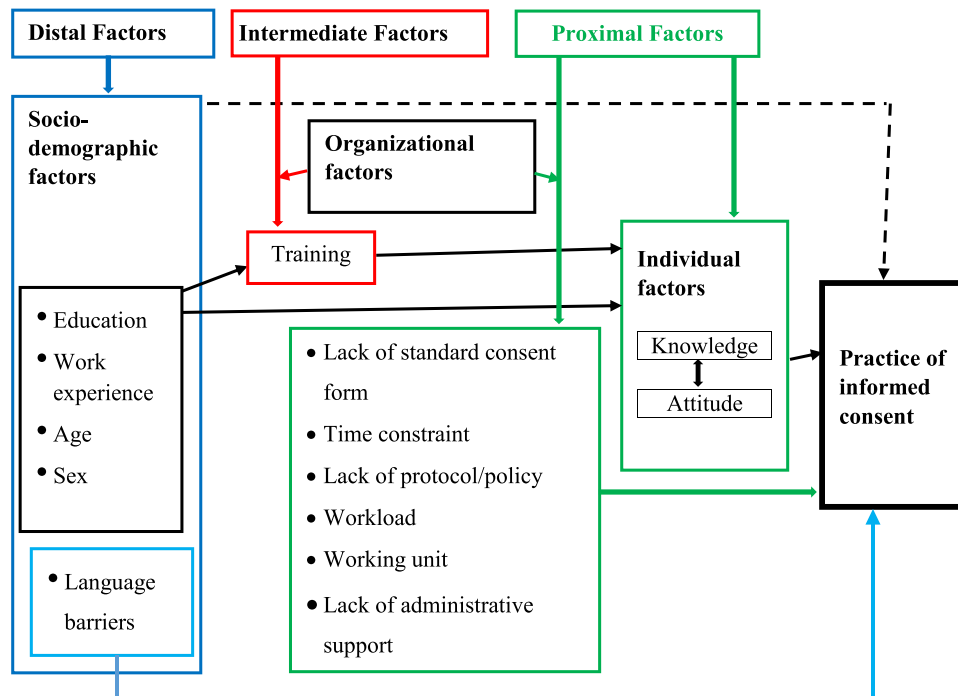 Distal Factors
Intermediate Factors
Proximal Factors
Socio-
demographic
factors
Organizational
factors
Training
Individual
factors
Knowledge
Attitude
• Education
• Work
experience
• Age
• Sex
• Language
barriers
• Lack of standard consent
form
• Time constraint
• Lack of protocol/policy
• Workload
• Working unit
• Lack of administrative
support
Practice of
informed
consent